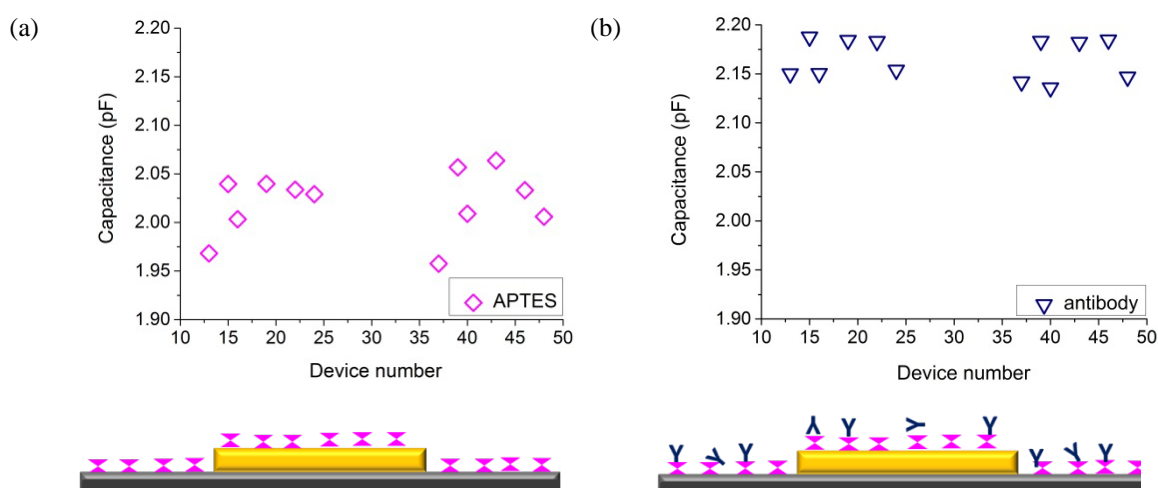 (a)
2.20
2.15
2.10
2.05
2.00
1.95
1.90
Capacitance (pF)
10 15 20 25 30 35 40 45 50
Device number
APTES
(b)
2.20
2.15
2.10
2.05
2.00
1.95
1.90
Capacitance (pF)
10 15 20 25 30 35 40 45 50
Device number
antibody